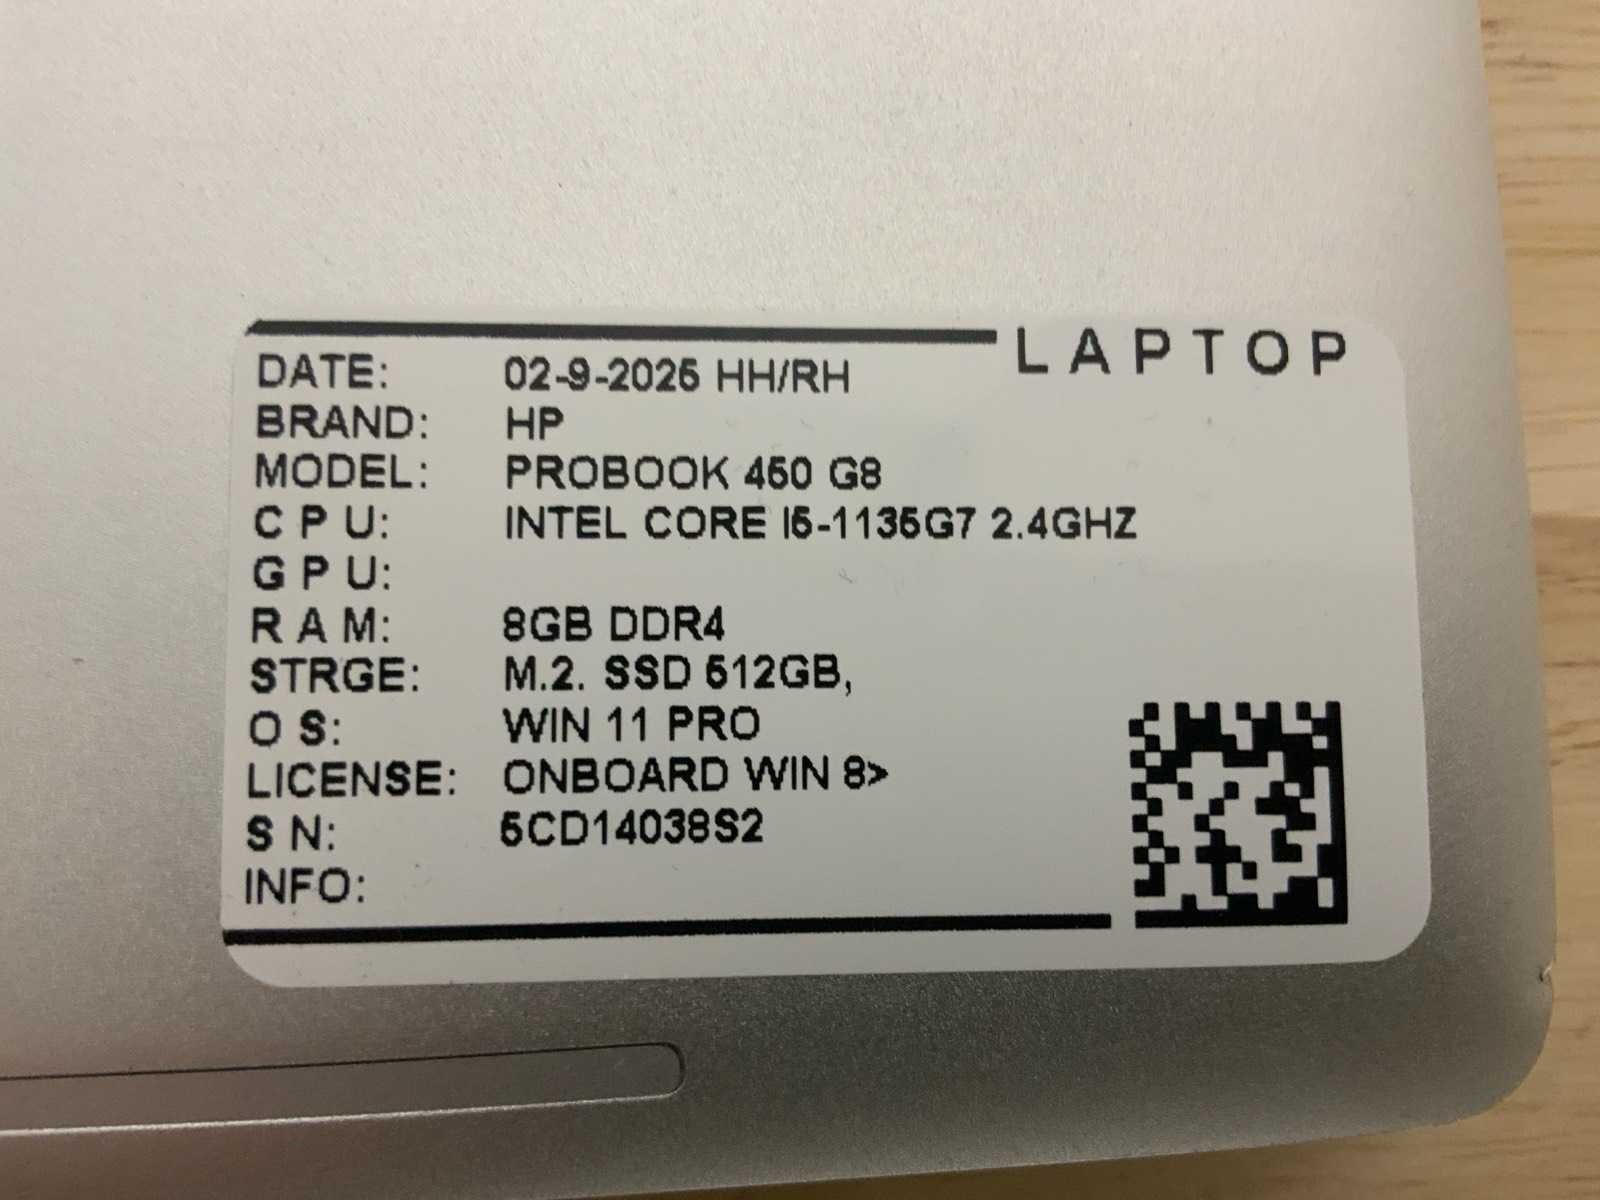 LAPTOP
DATE: 02-9-2025 HH/RH
BRAND: HP
MODEL: PROBOOK 450 G8
C P U: INTEL CORE I5-1135G7 2.4GHZ
G P U:
R A M: 8GB DDR4
STRGE: M.2. SSD 512GB,
O S: WIN 11 PRO
LICENSE: ONBOARD WIN 8>
S N: 5CD14038S2
INFO: